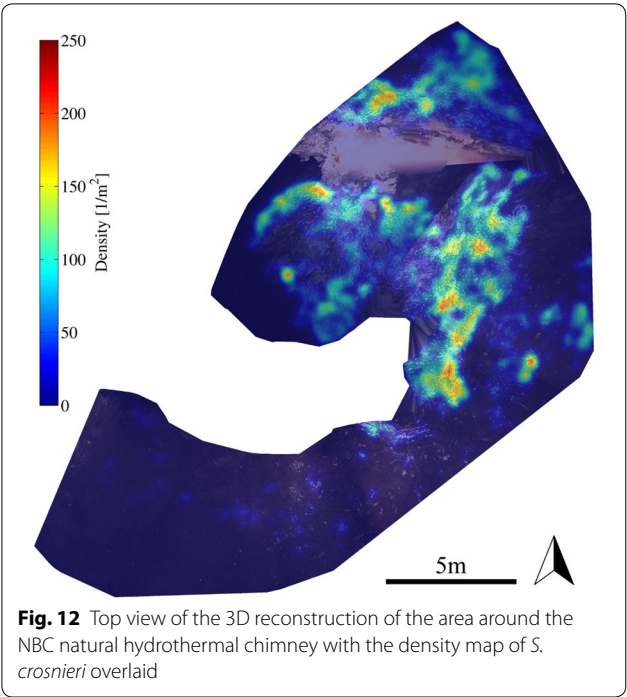 250
200
150
100
50
0
Density [1/m²]
5m
Fig. 12 Top view of the 3D reconstruction of the area around the
NBC natural hydrothermal chimney with the density map of S.
crosnieri overlaid